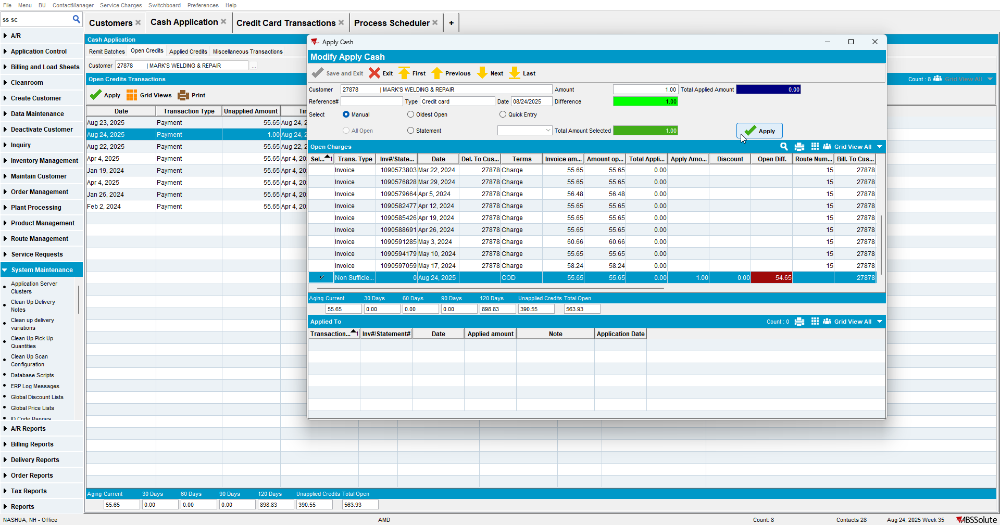 File Menu BU ContactManager Service Charges Switchboard Preferences Help
ss sc
Customers Cash Application Credit Card Transactions Process Scheduler +
A/R
Application Control
Billing and Load Sheets
Cleanroom
Create Customer
Data Maintenance
Deactivate Customer
Inquiry
Inventory Management
Maintain Customer
Order Management
Plant Processing
Product Management
Route Management
Service Requests
System Maintenance
Application Server
Clusters
Clean Up Delivery
Notes
Clean up delivery
variations
Clean Up Pick Up
Quantities
Clean Up Scan
Configuration
Database Scripts
ERP Log Messages
Global Discount Lists
Global Price Lists
ID Code Ranges
A/R Reports
Billing Reports
Delivery Reports
Order Reports
Tax Reports
Reports
Cash Application
Remit Batches Open Credits Applied Credits Miscellaneous Transactions
Customer 27878 | MARK'S WELDING & REPAIR ...
Open Credits Transactions Count : 8 Grid View All
Apply Grid Views Print
Date Transaction Type Unapplied Amount Tir
Aug 23, 2025 Payment 55.65 Aug 24, 2
Aug 24, 2025 Payment 1.00 Aug 24, 2
Aug 22, 2025 Payment 55.65 Aug 22, 2
Apr 4, 2025 Payment 55.65 Apr 4, 20
Jan 19, 2024 Payment 55.65 Apr 4, 20
Apr 4, 2025 Payment 55.65 Apr 4, 20
Jan 26, 2024 Payment 55.65 Apr 4, 20
Feb 2, 2024 Payment 55.65 Apr 4, 20
Aging Current 30 Days 60 Days 90 Days 120 Days Unapplied Credits Total Open
55.65 0.00 0.00 0.00 898.83 390.55 563.93
Apply Cash
Modify Apply Cash
Save and Exit Exit First Previous Next Last
Customer 27878 | MARK'S WELDING & REPAIR Amount 1.00 Total Applied Amount 0.00
Reference# Type Credit card Date 08/24/2025 Difference 1.00
Select Manual Oldest Open Quick Entry
All Open Statement Total Amount Selected 1.00 Apply
Open Charges Grid View All
Sel... 1 Trans. Type Inv#/State... Date Del. To Cus... Terms Invoice am... Amount op... Total Appli... Apply Amo... Discount Open Diff. Route Num... Bill. To Cus...
Invoice 1090573803 Mar 22, 2024 27878 Charge 55.65 55.65 0.00 15 27878
Invoice 1090576828 Mar 29, 2024 27878 Charge 55.65 55.65 0.00 15 27878
Invoice 1090579664 Apr 5, 2024 27878 Charge 56.48 56.48 0.00 15 27878
Invoice 1090582477 Apr 12, 2024 27878 Charge 55.65 55.65 0.00 15 27878
Invoice 1090585426 Apr 19, 2024 27878 Charge 55.65 55.65 0.00 15 27878
Invoice 1090588691 Apr 26, 2024 27878 Charge 55.65 55.65 0.00 15 27878
Invoice 1090591285 May 3, 2024 27878 Charge 60.66 60.66 0.00 15 27878
Invoice 1090594179 May 10, 2024 27878 Charge 55.65 55.65 0.00 15 27878
Invoice 1090597059 May 17, 2024 27878 Charge 58.24 58.24 0.00 15 27878
Non Sufficie... 0 Aug 24, 2025 COD 55.65 55.65 0.00 1.00 0.00 54.65 27878
Aging Current 30 Days 60 Days 90 Days 120 Days Unapplied Credits Total Open
55.65 0.00 0.00 0.00 898.83 390.55 563.93
Applied To Count : 0 Grid View All
Transaction... 1 Inv#/Statement# Date Applied amount Note Application Date
NASHUA, NH - Office AMD Count: 8 Contacts 28 Aug 24, 2025 Week 35 ABSSolute